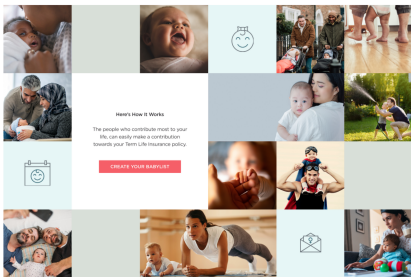 Here's How It Works
The people who contribute most to your
life, can easily make a contribution
towards your Term Life Insurance policy.
CREATE YOUR BABYLIST